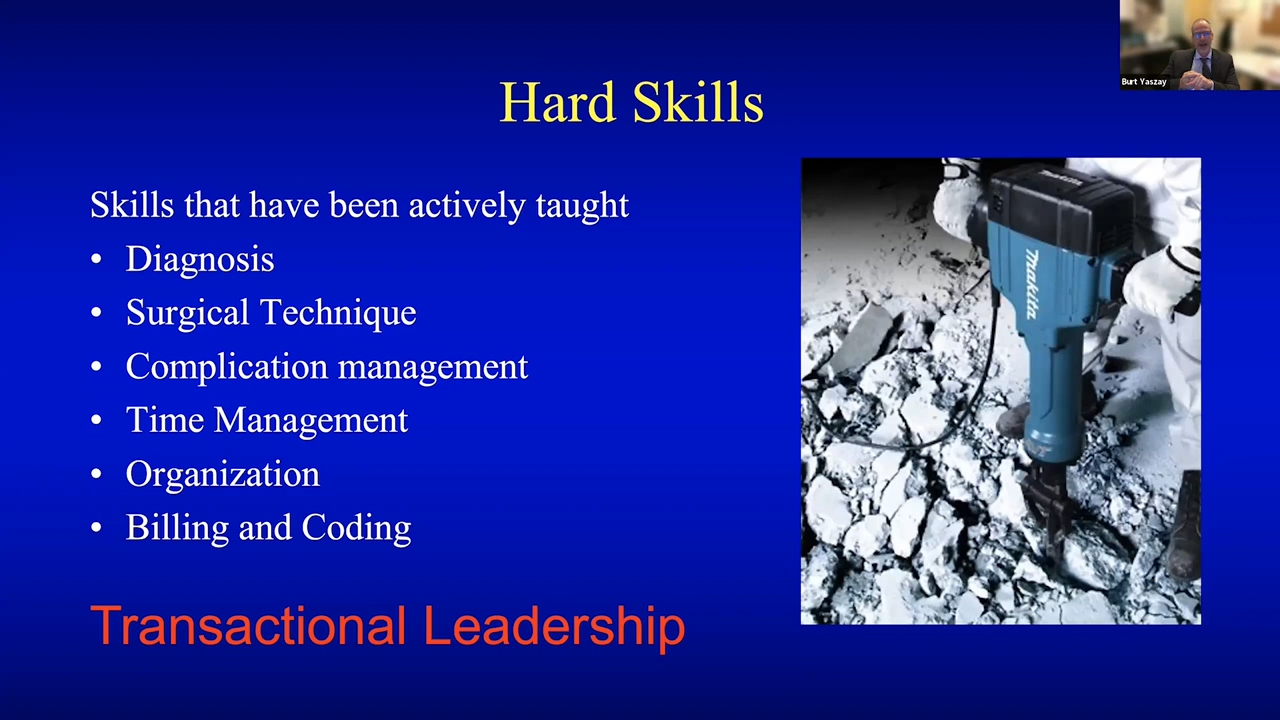 Hard Skills
Burt Yaszay
Skills that have been actively taught
• Diagnosis
• Surgical Technique
• Complication management
• Time Management
• Organization
• Billing and Coding
Transactional Leadership
makita
makita